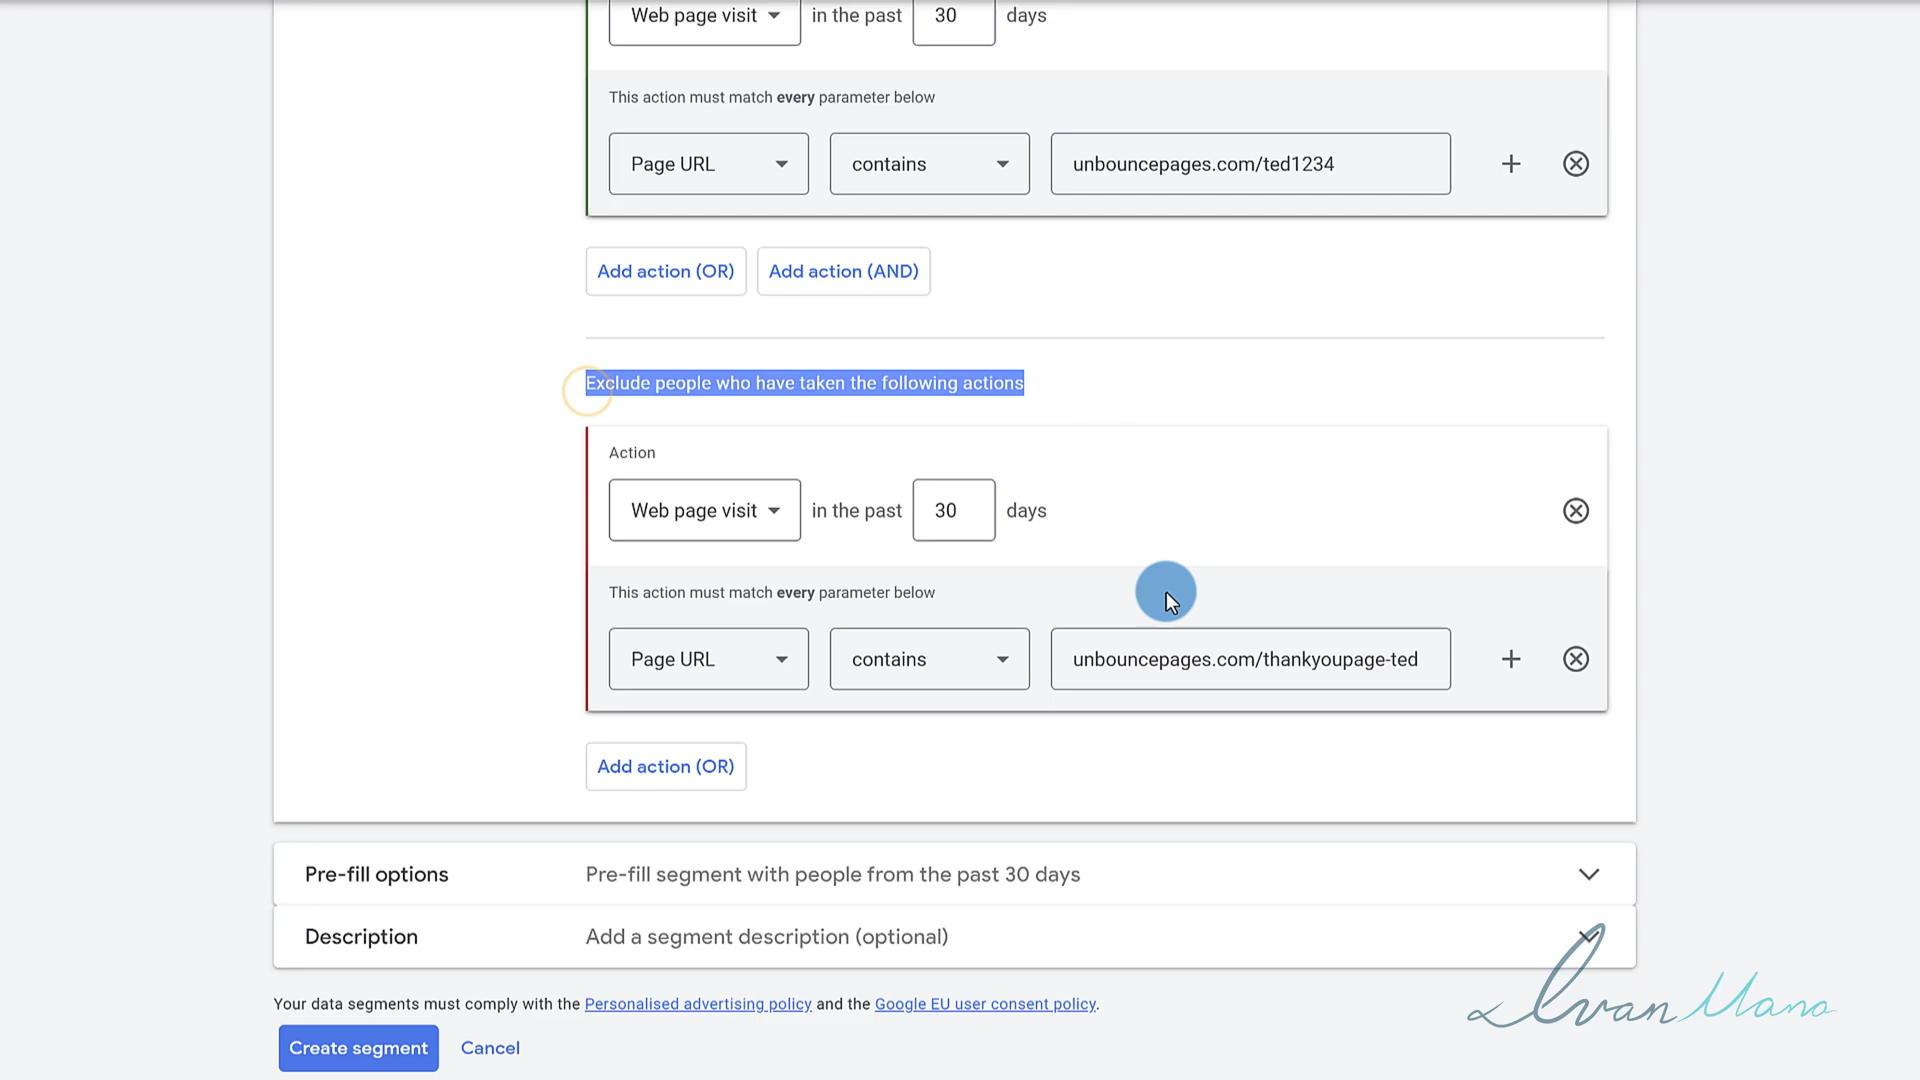 Web page visit in the past 30 days
This action must match every parameter below
Page URL contains unbouncepages.com/ted1234
Add action (OR) Add action (AND)
Exclude people who have taken the following actions
Action
Web page visit in the past 30 days
This action must match every parameter below
Page URL contains unbouncepages.com/thankyoupage-ted
Add action (OR)
Pre-fill options Pre-fill segment with people from the past 30 days
Description Add a segment description (optional)
Your data segments must comply with the Personalised advertising policy and the Google EU user consent policy.
Ivan Mana
Create segment Cancel